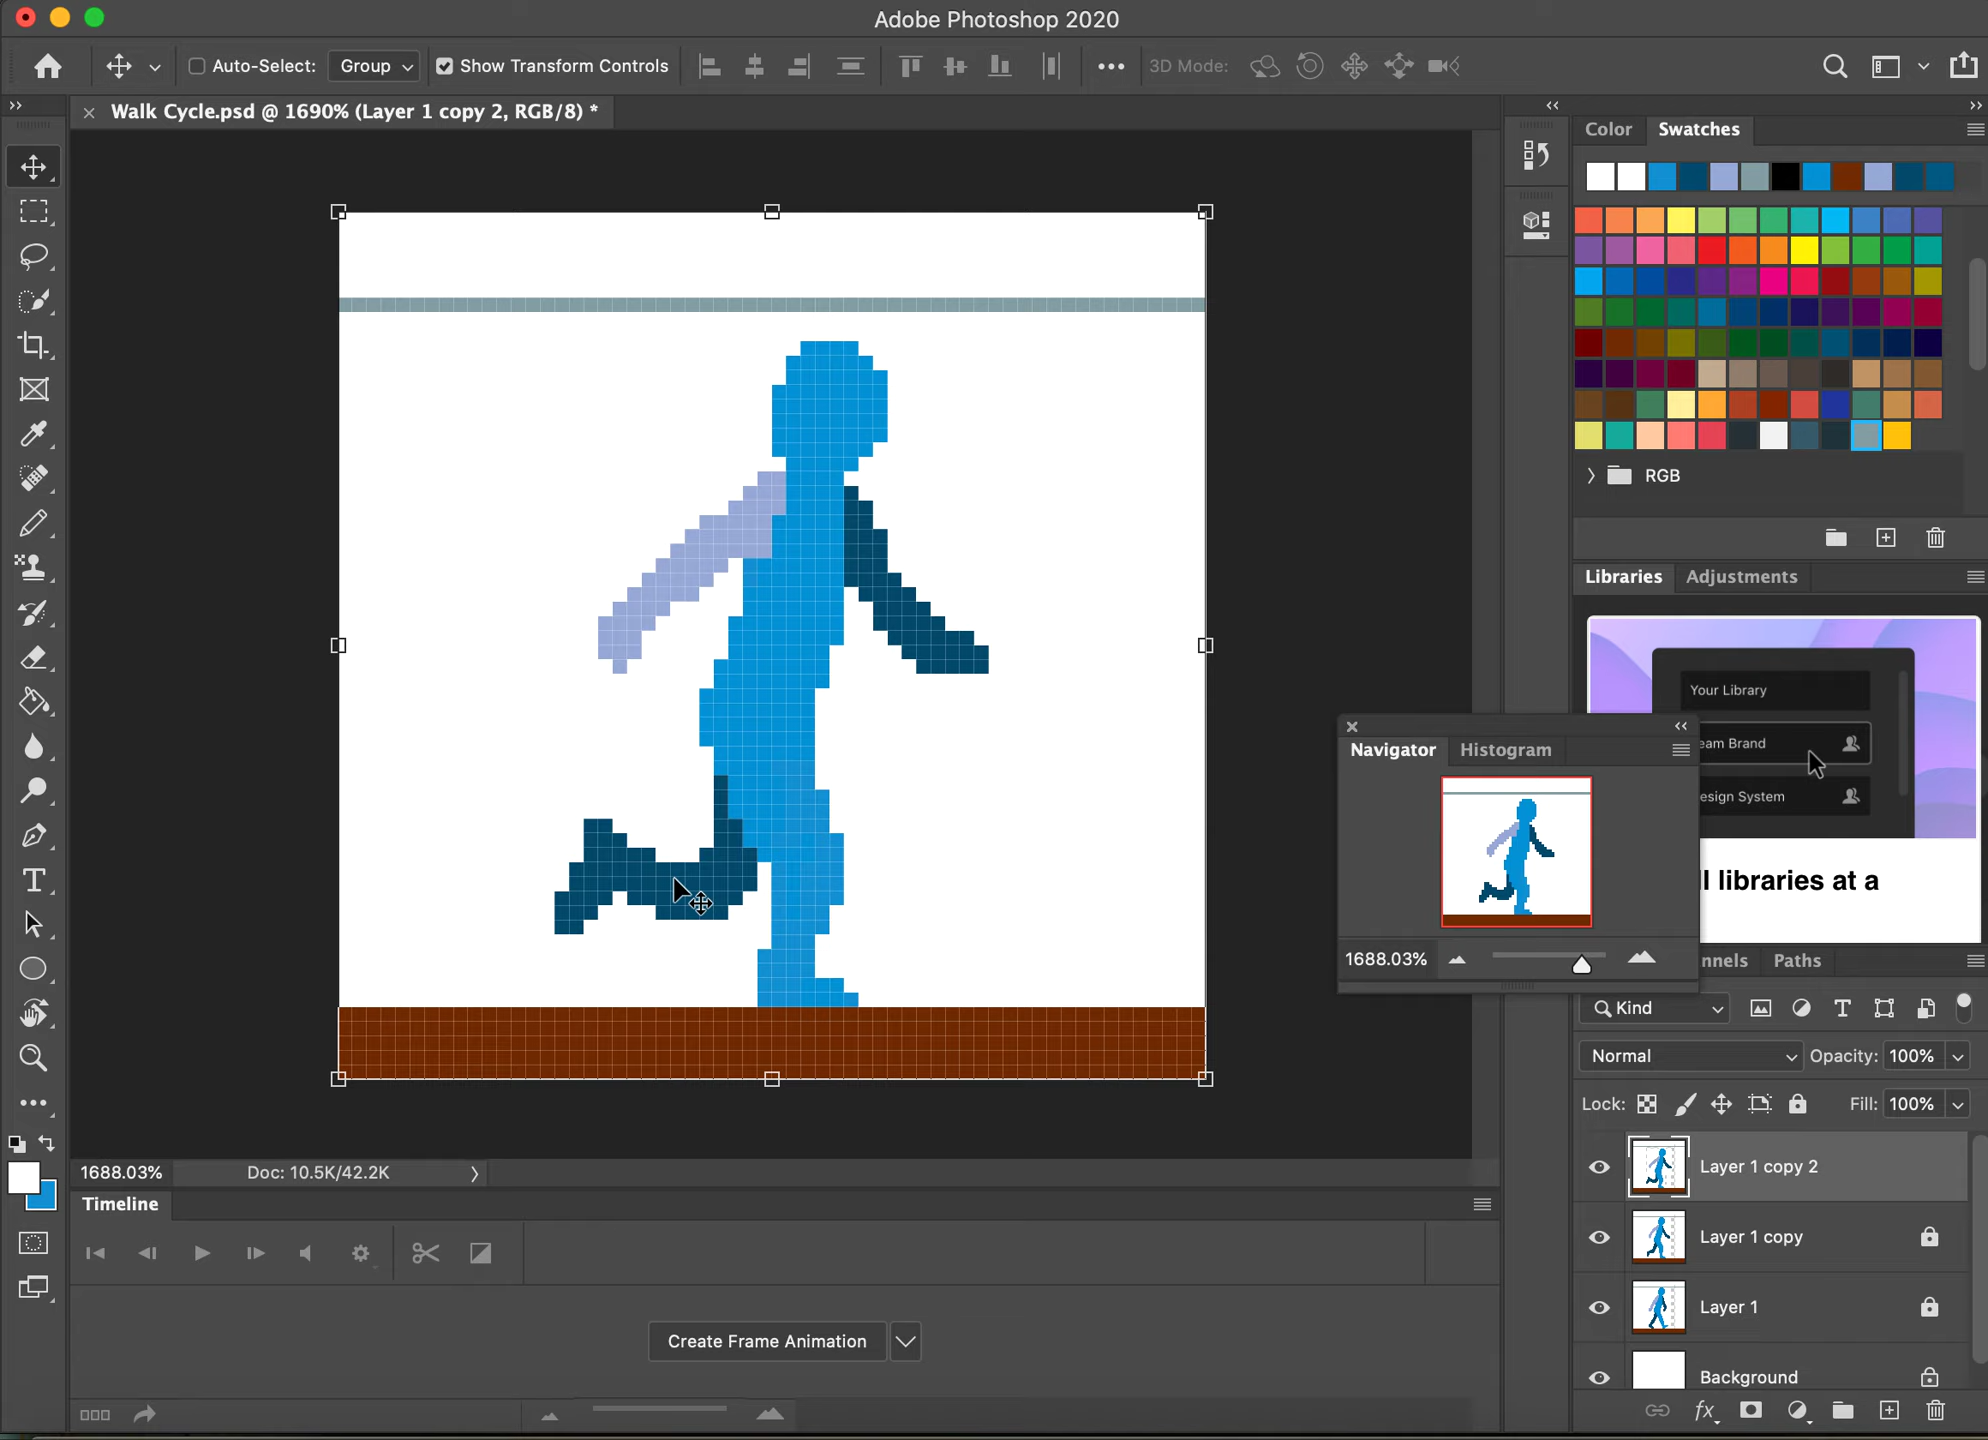 Adobe Photoshop 2020
Auto-Select: Group Show Transform Controls 3D Mode:
Walk Cycle.psd @ 1690% (Layer 1 copy 2, RGB/8) *
Color Swatches
RGB
Libraries Adjustments
Your Library
eam Brand
esign System
ll libraries at a
Navigator Histogram
1688.03%
nnels Paths
Kind
Normal Opacity: 100%
Lock: Fill: 100%
Layer 1 copy 2
Layer 1 copy
Layer 1
Background
1688.03% Doc: 10.5K/42.2K
Timeline
Create Frame Animation
fx